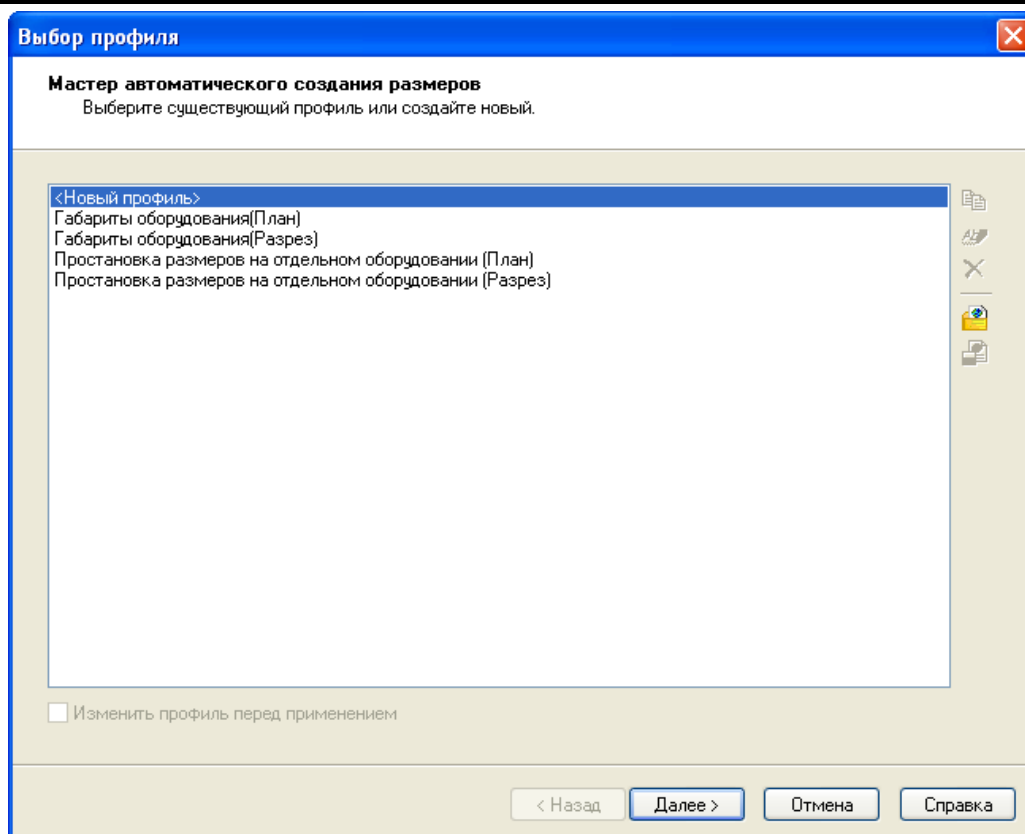 Выбор профиля
Мастер автоматического создания размеров
Выберите существующий профиль или создайте новый.
<Новый профиль>
Габариты оборудования(План)
Габариты оборудования(Разрез)
Простановка размеров на отдельном оборудовании (План)
Простановка размеров на отдельном оборудовании (Разрез)
Изменить профиль перед применением
< Назад
Далее >
Отмена
Справка